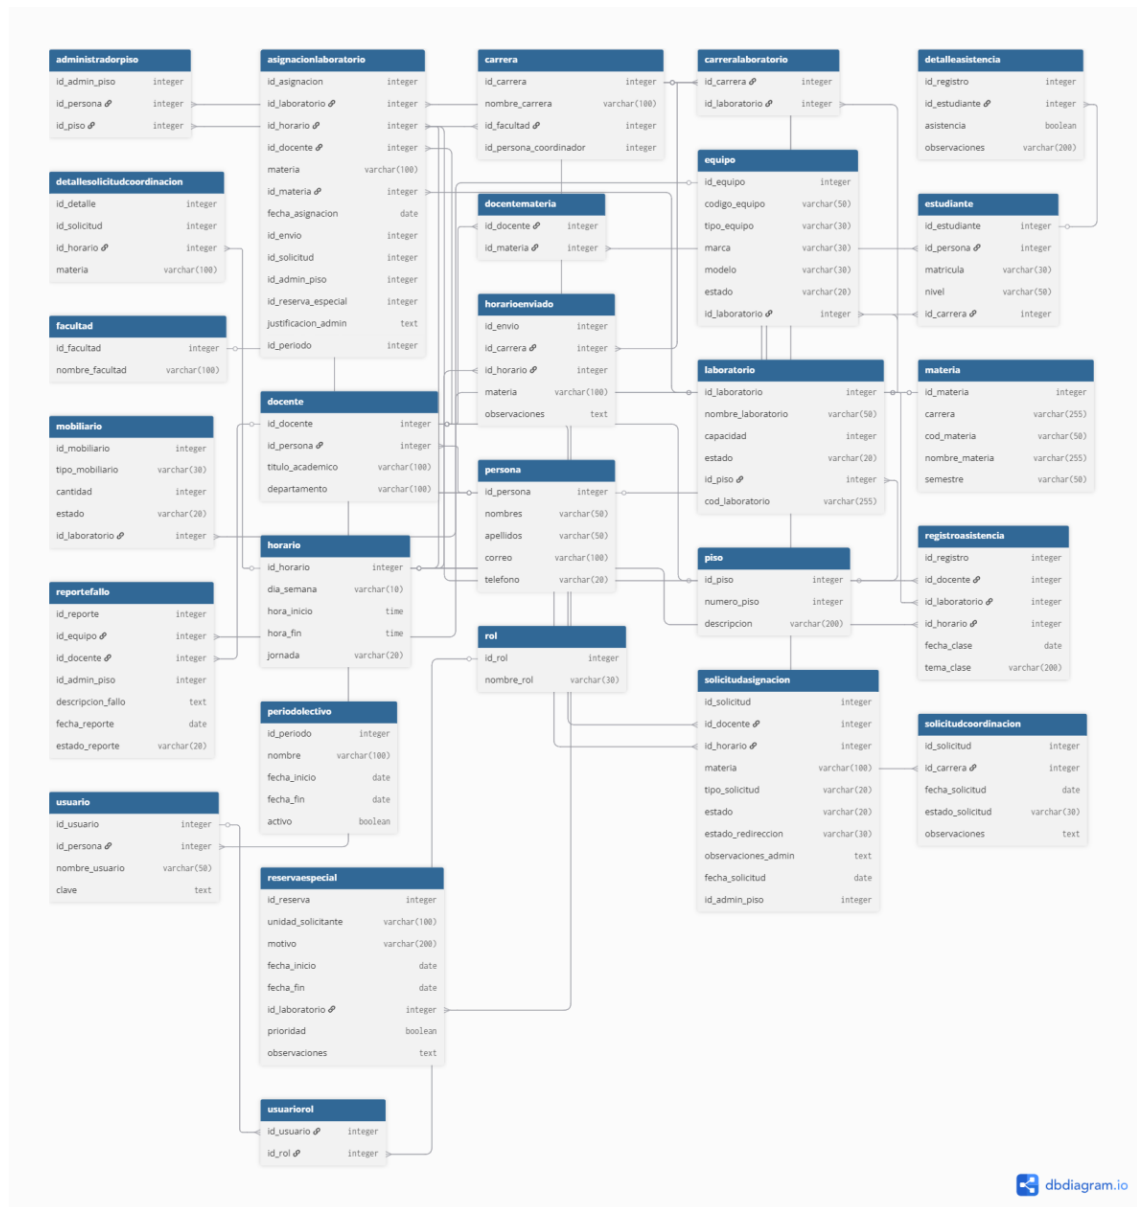 administradorpiso
id_admin_piso integer
id_persona integer
id_piso integer
detallesolicitudcoordinacion
id_detalle integer
id_solicitud integer
id_horario integer
materia varchar(100)
facultad
id_facultad integer
nombre_facultad varchar(100)
mobiliario
id_mobiliario integer
tipo_mobiliario varchar(30)
cantidad integer
estado varchar(20)
id_laboratorio integer
reportefallo
id_reporte integer
id_equipo integer
id_docente integer
id_admin_piso integer
descripcion_fallo text
fecha_reporte date
estado_reporte varchar(20)
usuario
id_usuario integer
id_persona integer
nombre_usuario varchar(50)
clave text
asignacionlaboratorio
id_asignacion integer
id_laboratorio integer
id_horario integer
id_docente integer
materia varchar(100)
id_materia integer
fecha_asignacion date
id_envio integer
id_solicitud integer
id_admin_piso integer
id_reserva_especial integer
justificacion_admin text
id_periodo integer
docente
id_docente integer
id_persona integer
titulo_academico varchar(100)
departamento varchar(100)
horario
id_horario integer
dia_semana varchar(10)
hora_inicio time
hora_fin time
jornada varchar(20)
periodolectivo
id_periodo integer
nombre varchar(100)
fecha_inicio date
fecha_fin date
activo boolean
reservaespecial
id_reserva integer
unidad_solicitante varchar(100)
motivo varchar(200)
fecha_inicio date
fecha_fin date
id_laboratorio integer
prioridad boolean
observaciones text
usuariorol
id_usuario integer
id_rol integer
carrera
id_carrera integer
nombre_carrera varchar(100)
id_facultad integer
id_persona_coordinador integer
docentemateria
id_docente integer
id_materia integer
horarioenviado
id_envio integer
id_carrera integer
id_horario integer
materia varchar(100)
observaciones text
persona
id_persona integer
nombres varchar(50)
apellidos varchar(50)
correo varchar(100)
telefono varchar(20)
rol
id_rol integer
nombre_rol varchar(30)
carreralaboratorio
id_carrera integer
id_laboratorio integer
equipo
id_equipo integer
codigo_equipo varchar(50)
tipo_equipo varchar(30)
marca varchar(30)
modelo varchar(30)
estado varchar(20)
id_laboratorio integer
laboratorio
id_laboratorio integer
nombre_laboratorio varchar(50)
capacidad integer
estado varchar(20)
id_piso integer
cod_laboratorio varchar(255)
piso
id_piso integer
numero_piso integer
descripcion varchar(200)
solicitudasignacion
id_solicitud integer
id_docente integer
id_horario integer
materia varchar(100)
tipo_solicitud varchar(20)
estado varchar(20)
estado_redireccion varchar(30)
observaciones_admin text
fecha_solicitud date
id_admin_piso integer
detalleasistencia
id_registro integer
id_estudiante integer
asistencia boolean
observaciones varchar(200)
estudiante
id_estudiante integer
id_persona integer
matricula varchar(30)
nivel varchar(50)
id_carrera integer
materia
id_materia integer
carrera varchar(255)
cod_materia varchar(50)
nombre_materia varchar(255)
semestre varchar(50)
registroasistencia
id_registro integer
id_docente integer
id_laboratorio integer
id_horario integer
fecha_clase date
tema_clase varchar(200)
solicitudcoordinacion
id_solicitud integer
id_carrera integer
fecha_solicitud date
estado_solicitud varchar(30)
observaciones text
dbdiagram.io